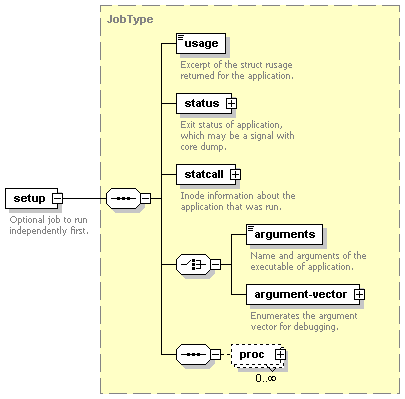 JobType
usage
Excerpt of the struct rusage
returned for the application.
status
Exit status of application,
which may be a signal with
core dump.
statcall
Inode information about the
application that was run.
setup
Optional job to run
independently first.
arguments
Name and arguments of the
executable of application.
argument-vector
Enumerates the argument
vector for debugging.
proc
0..∞